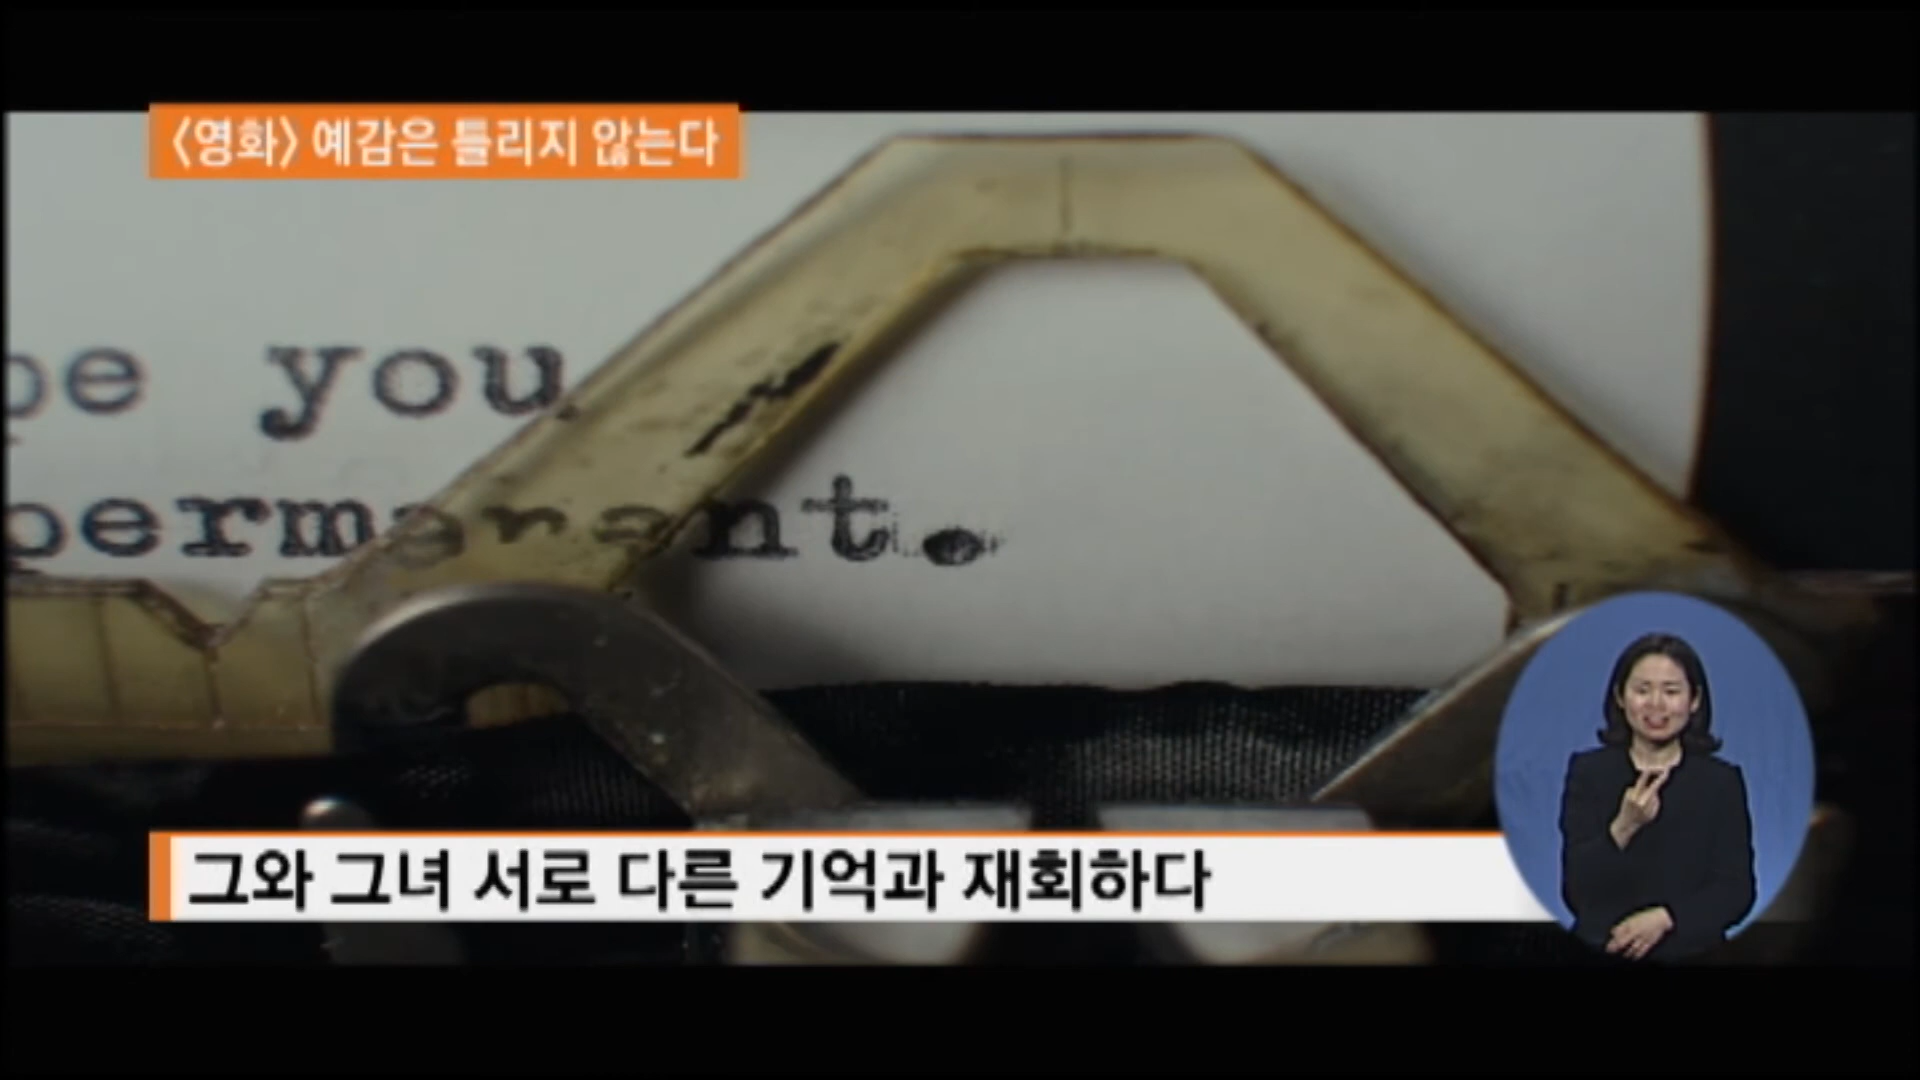 <영화> 예감은 틀리지 않는다
pe you
permanant.
그와 그녀 서로 다른 기억과 재회하다